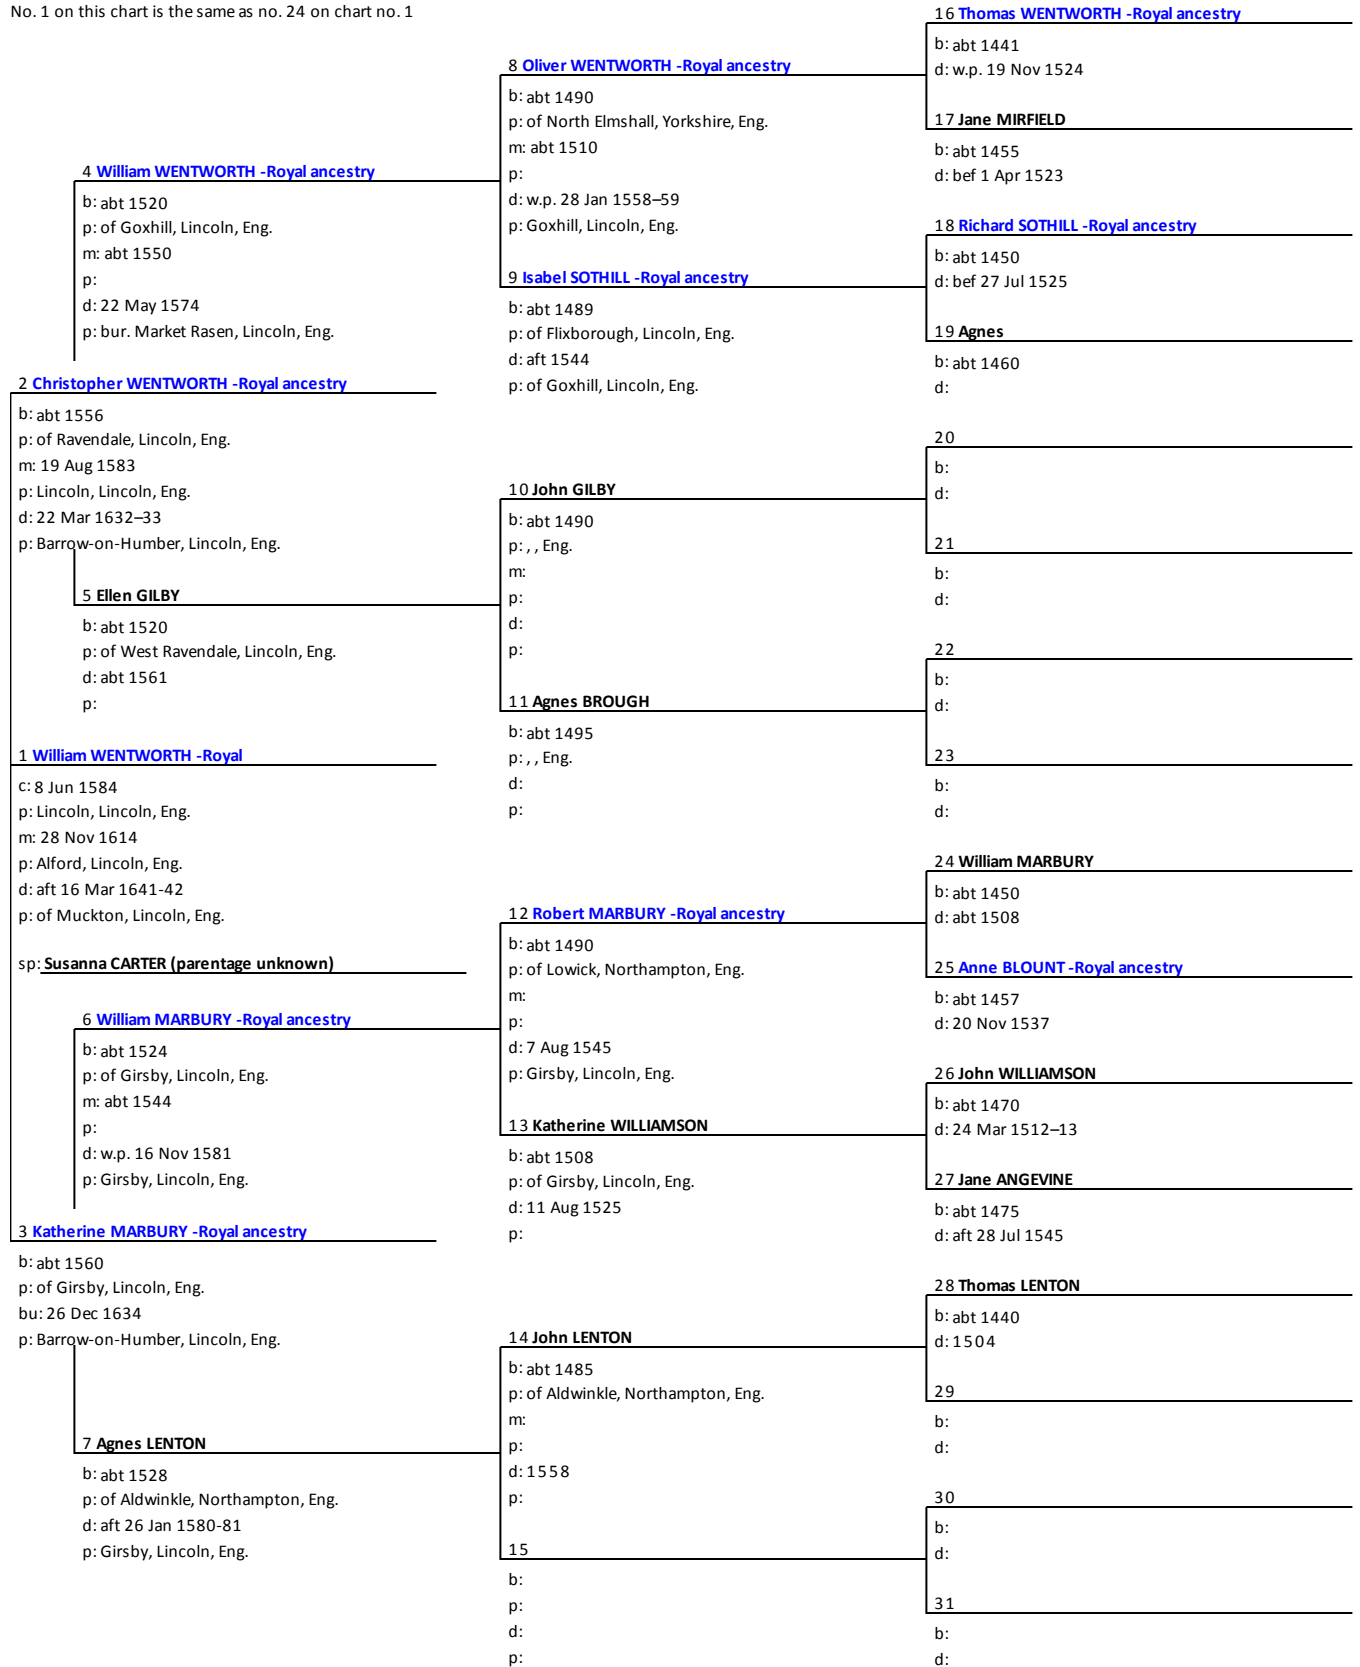 No. 1 on this chart is the same as no. 24 on chart no. 1
16 Thomas WENTWORTH -Royal ancestry
b: abt 1441
d: w.p. 19 Nov 1524
8 Oliver WENTWORTH -Royal ancestry
b: abt 1490
p: of North Elmshall, Yorkshire, Eng.
m: abt 1510
p:
d: w.p. 28 Jan 1558–59
p: Goxhill, Lincoln, Eng.
17 Jane MIRFIELD
b: abt 1455
d: bef 1 Apr 1523
4 William WENTWORTH -Royal ancestry
b: abt 1520
p: of Goxhill, Lincoln, Eng.
m: abt 1550
p:
d: 22 May 1574
p: bur. Market Rasen, Lincoln, Eng.
18 Richard SOTHILL -Royal ancestry
b: abt 1450
d: bef 27 Jul 1525
9 Isabel SOTHILL -Royal ancestry
b: abt 1489
p: of Flixborough, Lincoln, Eng.
d: aft 1544
p: of Goxhill, Lincoln, Eng.
19 Agnes
b: abt 1460
d:
2 Christopher WENTWORTH -Royal ancestry
b: abt 1556
p: of Ravendale, Lincoln, Eng.
m: 19 Aug 1583
p: Lincoln, Lincoln, Eng.
d: 22 Mar 1632–33
p: Barrow-on-Humber, Lincoln, Eng.
20
b:
d:
10 John GILBY
b: abt 1490
p: , , Eng.
m:
p:
d:
p:
21
b:
d:
5 Ellen GILBY
b: abt 1520
p: of West Ravendale, Lincoln, Eng.
d: abt 1561
p:
22
b:
d:
11 Agnes BROUGH
b: abt 1495
p: , , Eng.
d:
p:
23
b:
d:
1 William WENTWORTH -Royal
c: 8 Jun 1584
p: Lincoln, Lincoln, Eng.
m: 28 Nov 1614
p: Alford, Lincoln, Eng.
d: aft 16 Mar 1641-42
p: of Muckton, Lincoln, Eng.
sp: Susanna CARTER (parentage unknown)
24 William MARBURY
b: abt 1450
d: abt 1508
12 Robert MARBURY -Royal ancestry
b: abt 1490
p: of Lowick, Northampton, Eng.
m:
p:
d: 7 Aug 1545
p: Girsby, Lincoln, Eng.
25 Anne BLOUNT -Royal ancestry
b: abt 1457
d: 20 Nov 1537
6 William MARBURY -Royal ancestry
b: abt 1524
p: of Girsby, Lincoln, Eng.
m: abt 1544
p:
d: w.p. 16 Nov 1581
p: Girsby, Lincoln, Eng.
26 John WILLIAMSON
b: abt 1470
d: 24 Mar 1512–13
13 Katherine WILLIAMSON
b: abt 1508
p: of Girsby, Lincoln, Eng.
d: 11 Aug 1525
p:
27 Jane ANGEVINE
b: abt 1475
d: aft 28 Jul 1545
3 Katherine MARBURY -Royal ancestry
b: abt 1560
p: of Girsby, Lincoln, Eng.
bu: 26 Dec 1634
p: Barrow-on-Humber, Lincoln, Eng.
28 Thomas LENTON
b: abt 1440
d: 1504
14 John LENTON
b: abt 1485
p: of Aldwinkle, Northampton, Eng.
m:
p:
d: 1558
p:
29
b:
d:
7 Agnes LENTON
b: abt 1528
p: of Aldwinkle, Northampton, Eng.
d: aft 26 Jan 1580-81
p: Girsby, Lincoln, Eng.
30
b:
d:
15
b:
p:
d:
p:
31
b:
d: